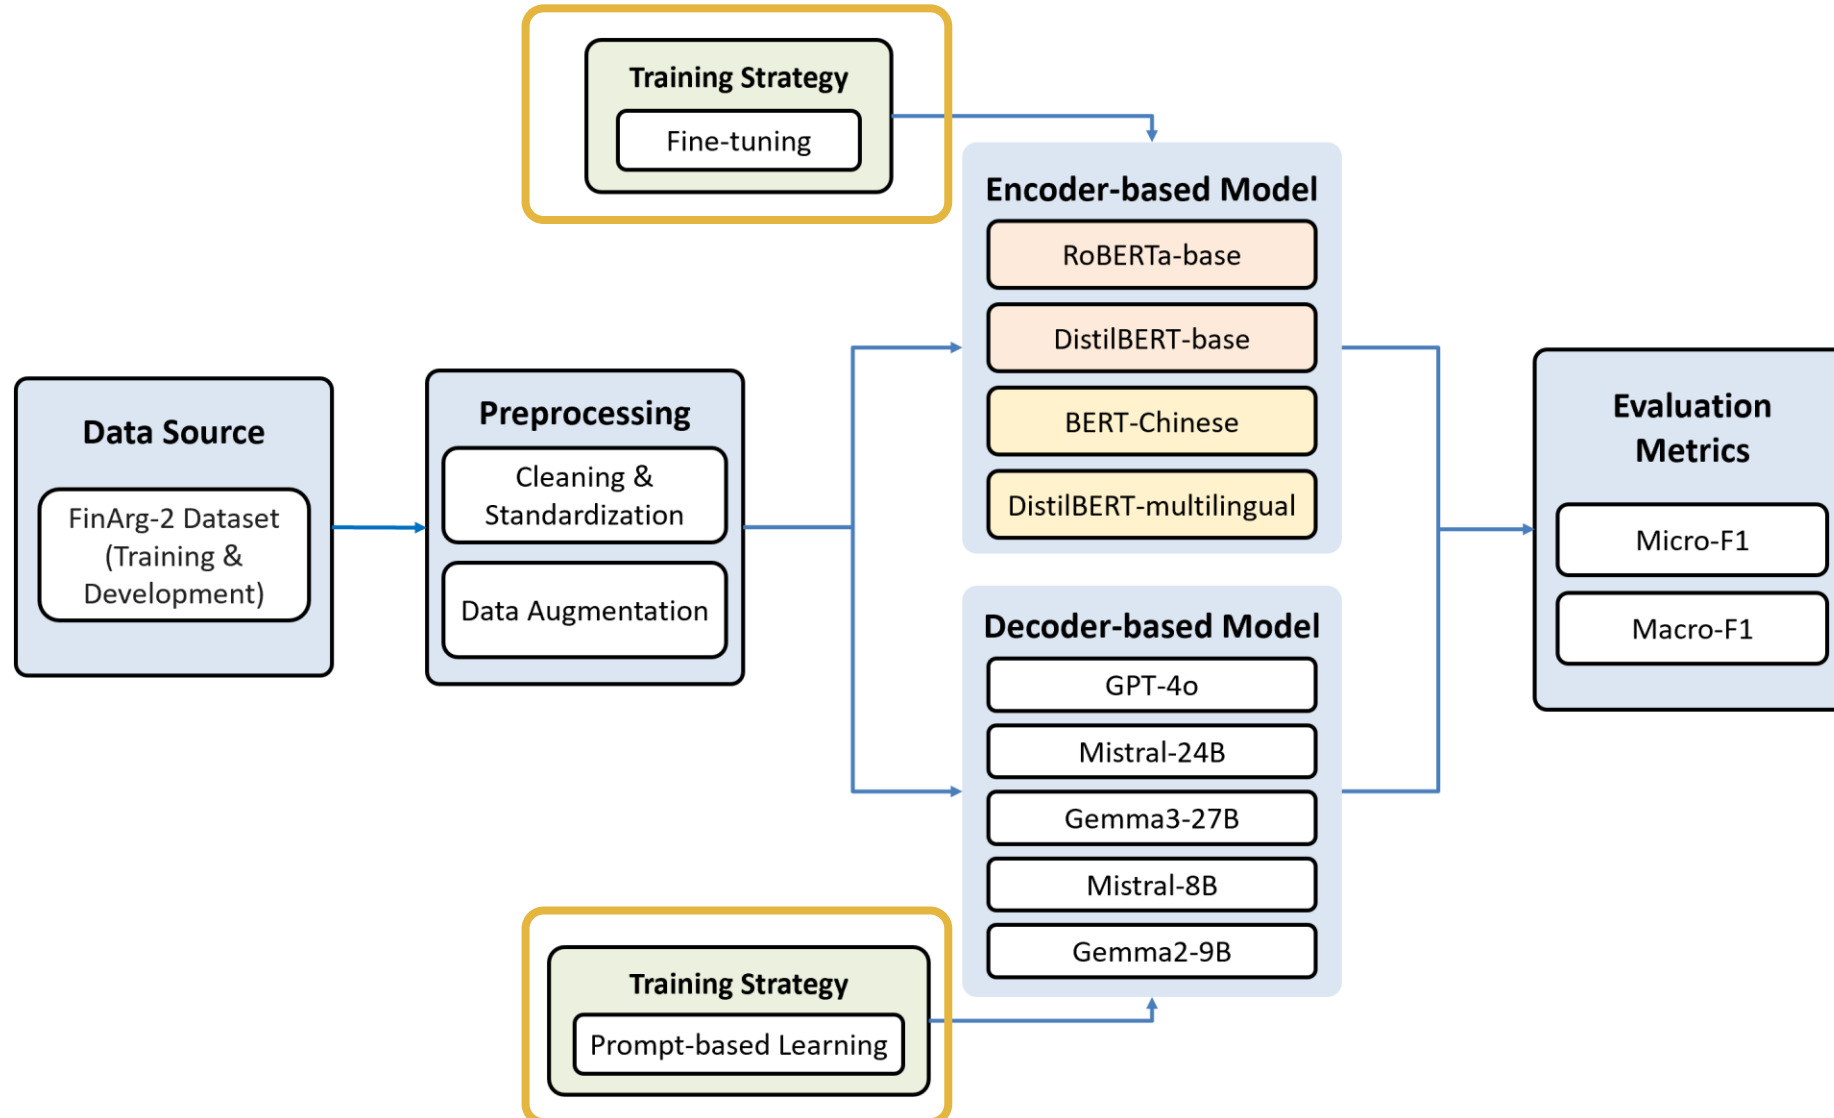 Training Strategy
Fine-tuning
Data Source
FinArg-2 Dataset
(Training &
Development)
Preprocessing
Cleaning &
Standardization
Data Augmentation
Encoder-based Model
RoBERTa-base
DistilBERT-base
BERT-Chinese
DistilBERT-multilingual
Decoder-based Model
GPT-4o
Mistral-24B
Gemma3-27B
Mistral-8B
Gemma2-9B
Training Strategy
Prompt-based Learning
Evaluation
Metrics
Micro-F1
Macro-F1